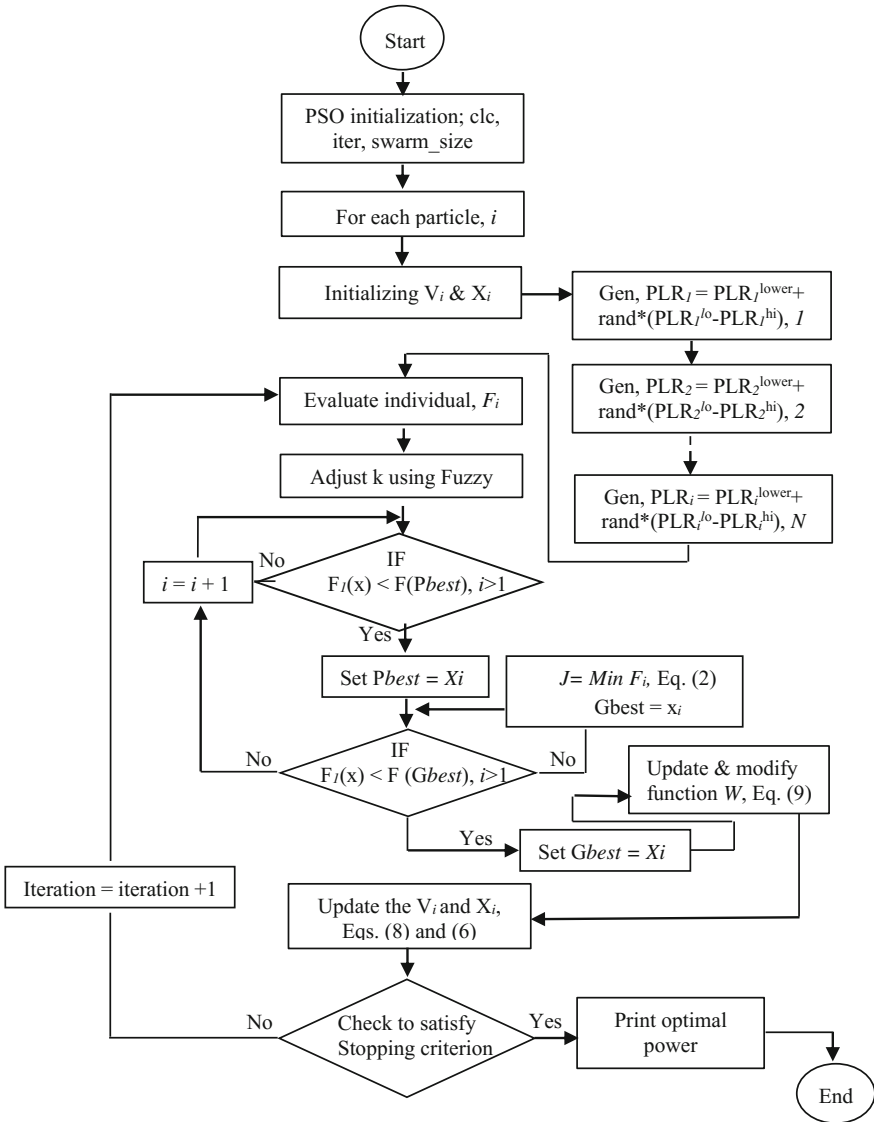 Start
PSO initialization; clc,
iter, swarm_size
For each particle, i
Initializing Vi & Xi
Gen, PLR1 = PLR1lower+
rand*(PLR1lo-PLR1hi), 1
Gen, PLR2 = PLR2lower+
rand*(PLR2lo-PLR2hi), 2
Gen, PLRi = PLRilower+
rand*(PLRilo-PLRihi), N
Evaluate individual, Fi
Adjust k using Fuzzy
No
IF
F1(x) < F(Pbest), i>1
i = i + 1
Yes
Set Pbest = Xi
J= Min Fi, Eq. (2)
Gbest = xi
No
IF
F1(x) < F (Gbest), i>1
No
Update & modify
function W, Eq. (9)
Yes
Set Gbest = Xi
Iteration = iteration +1
Update the Vi and Xi,
Eqs. (8) and (6)
No
Check to satisfy
Stopping criterion
Yes
Print optimal
power
End